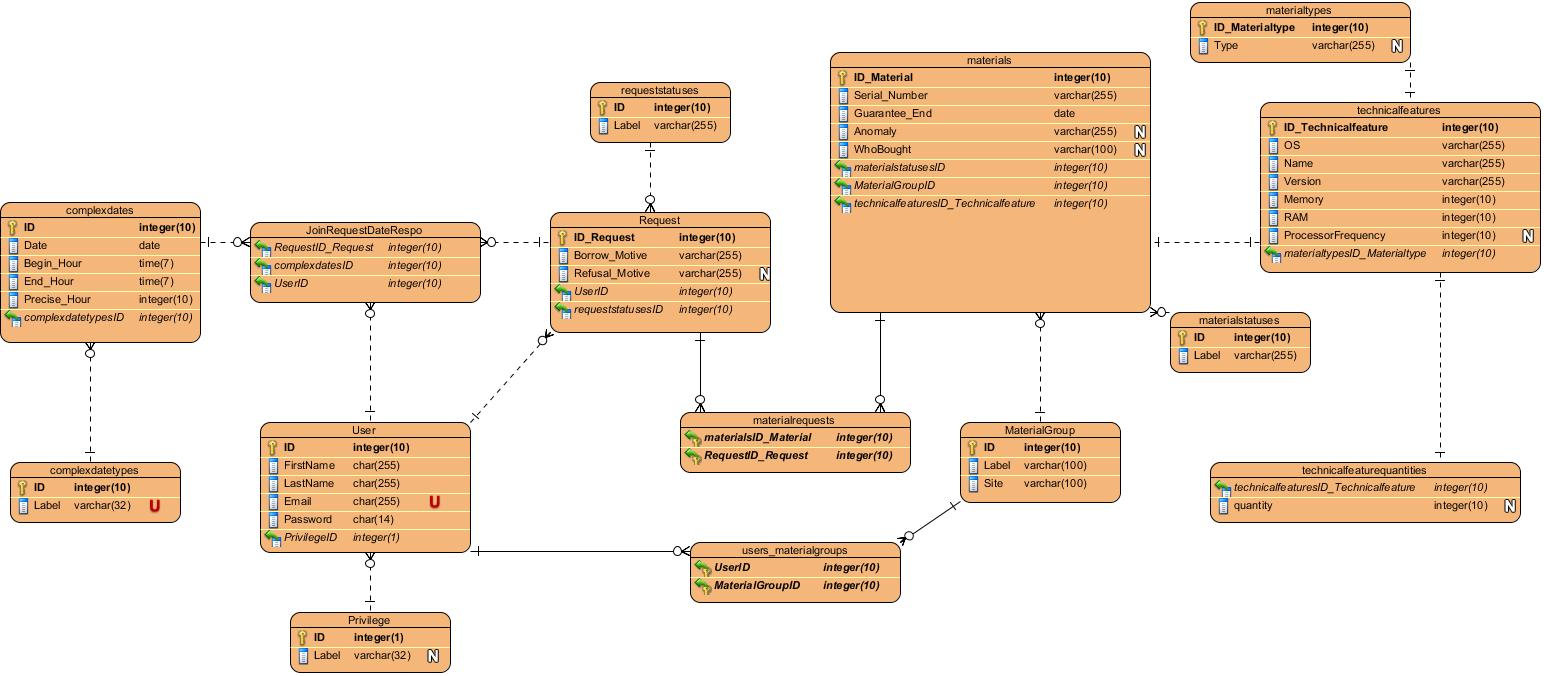 materialtypes
ID_Materialtype integer(10)
Type varchar(255) N
materials
ID_Material integer(10)
Serial_Number varchar(255)
Guarantee_End date
Anomaly varchar(255) N
WhoBought varchar(100) N
materialstatusesID integer(10)
MaterialGroupID integer(10)
technicalfeaturesID_Technicalfeature integer(10)
requeststatuses
ID integer(10)
Label varchar(255)
technicalfeatures
ID_Technicalfeature integer(10)
OS varchar(255)
Name varchar(255)
Version varchar(255)
Memory integer(10)
RAM integer(10)
ProcessorFrequency integer(10) N
materialtypesID_Materialtype integer(10)
complexdates
ID integer(10)
Date date
Begin_Hour time(7)
End_Hour time(7)
Precise_Hour integer(10)
complexdatetypesID integer(10)
JoinRequestDateRespo
RequestID_Request integer(10)
complexdatesID integer(10)
UserID integer(10)
Request
ID_Request integer(10)
Borrow_Motive varchar(255)
Refusal_Motive varchar(255) N
UserID integer(10)
requeststatusesID integer(10)
materialstatuses
ID integer(10)
Label varchar(255)
materialrequests
materialsID_Material integer(10)
RequestID_Request integer(10)
User
ID integer(10)
FirstName char(255)
LastName char(255)
Email char(255) U
Password char(14)
PrivilegeID integer(1)
MaterialGroup
ID integer(10)
Label varchar(100)
Site varchar(100)
complexdatetypes
ID integer(10)
Label varchar(32) U
technicalfeaturequantities
technicalfeaturesID_Technicalfeature integer(10)
quantity integer(10) N
users_materialgroups
UserID integer(10)
MaterialGroupID integer(10)
Privilege
ID integer(1)
Label varchar(32) N